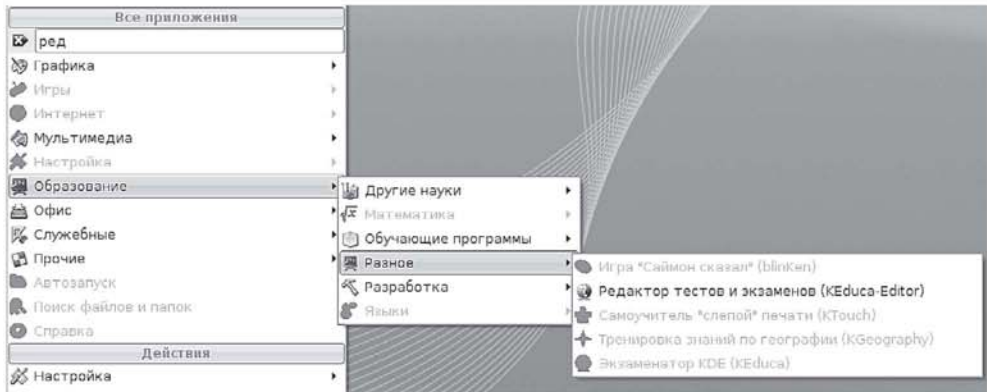 Все приложения
ред
Графика
Игры
Интернет
Мультимедиа
Настройка
Образование
Офис
Служебные
Прочие
Автозапуск
Поиск файлов и папок
Справка
Действия
Настройка
Другие науки
Математика
Обучающие программы
Разное
Разработка
Языки
Игра "Саймон сказал" (blinKen)
Редактор тестов и экзаменов (KEduca-Editor)
Самоучитель "слепой" печати (KTouch)
Тренировка знаний по географии (KGeography)
Экзаменатор KDE (KEduca)